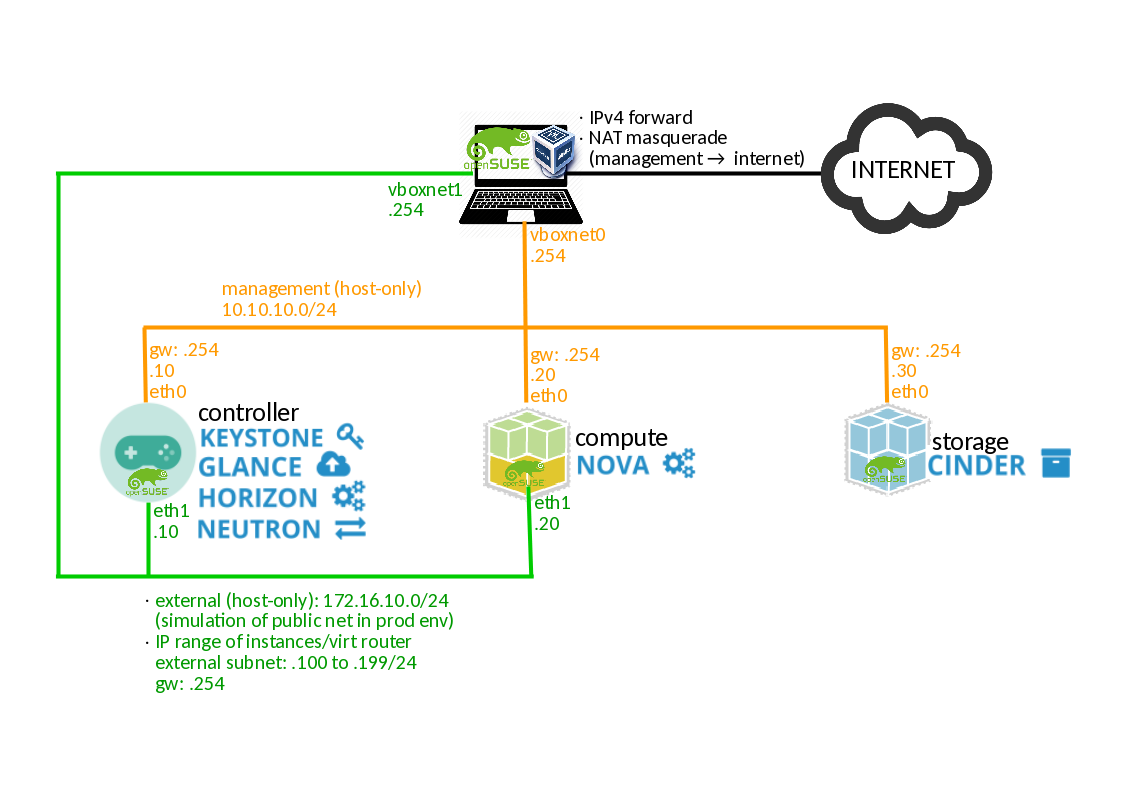 · IPv4 forward
· NAT masquerade
(management → internet)
openSUSE
INTERNET
vboxnet1
.254
vboxnet0
.254
management (host-only)
10.10.10.0/24
gw: .254
.10
eth0
gw: .254
.20
eth0
gw: .254
.30
eth0
controller
KEYSTONE
GLANCE
HORIZON
NEUTRON
openSUSE
compute
NOVA
openSUSE
storage
CINDER
openSUSE
eth1
.10
eth1
.20
· external (host-only): 172.16.10.0/24
(simulation of public net in prod env)
· IP range of instances/virt router
external subnet: .100 to .199/24
gw: .254